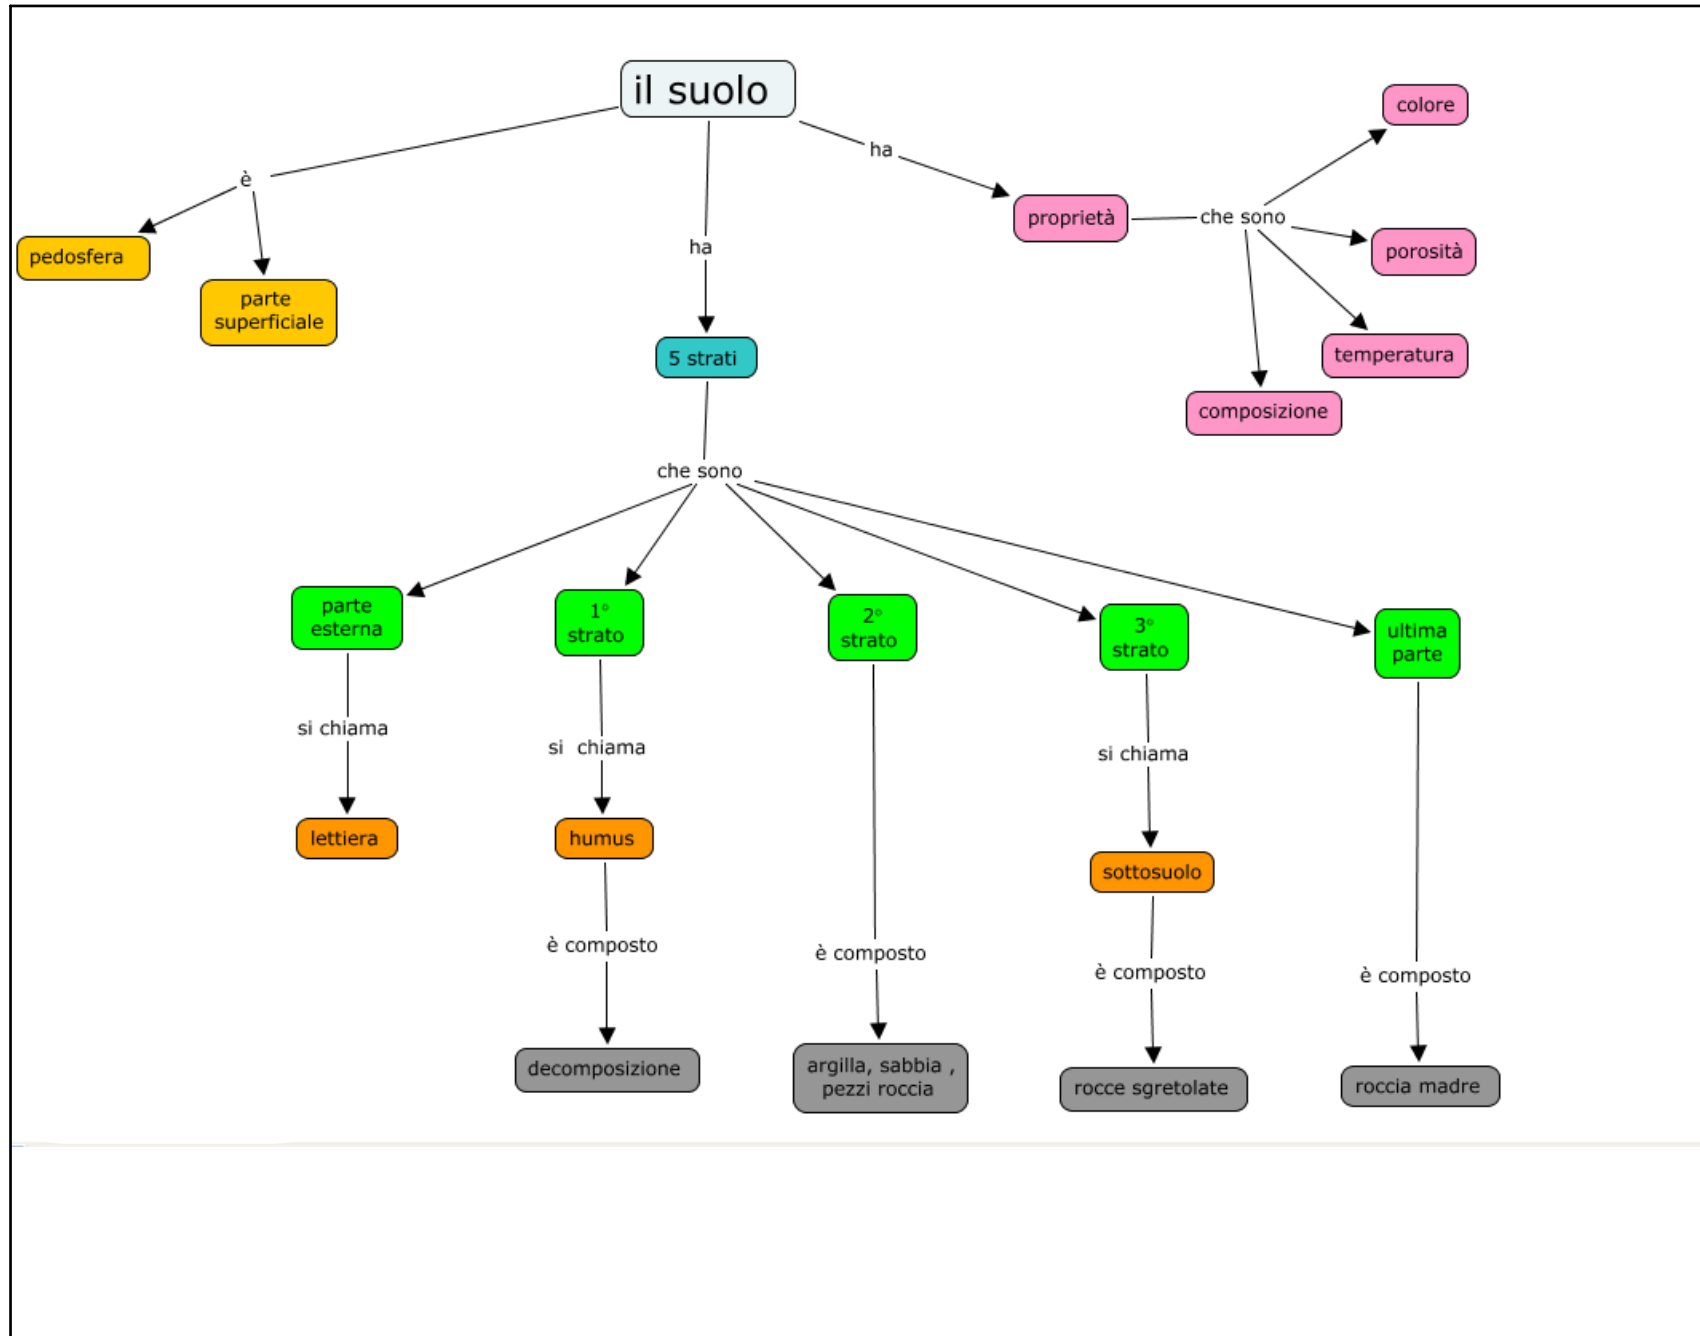 il suolo
colore
ha
è
proprietà
che sono
ha
pedosfera
porosità
parte
superficiale
5 strati
temperatura
composizione
che sono
parte
esterna
1°
strato
2°
strato
3°
strato
ultima
parte
si chiama
si  chiama
si chiama
lettiera
humus
sottosuolo
è composto
è composto
è composto
è composto
decomposizione
argilla, sabbia ,
pezzi roccia
rocce sgretolate
roccia madre